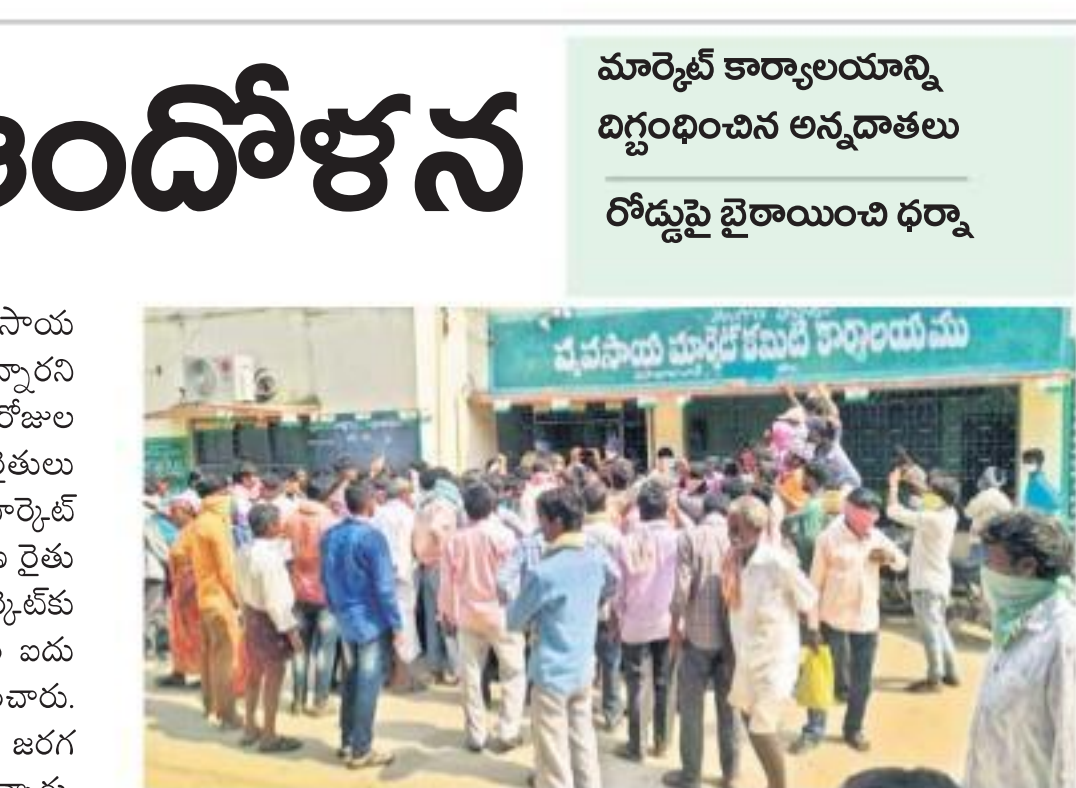 ఆందోళన
మార్కెట్ కార్యాలయాన్ని
దిగ్బంధించిన అన్నదాతలు
రోడ్డుపై బైఠాయించి ధర్నా
వ్యవసాయ మార్కెట్ కమిటీ కార్యాలయము
సాయ
న్నారని
రోజుల
రైతులు
మార్కెట్
రైతు
ర్కెట్‌కు
ఐదు
చారు.
జరగ